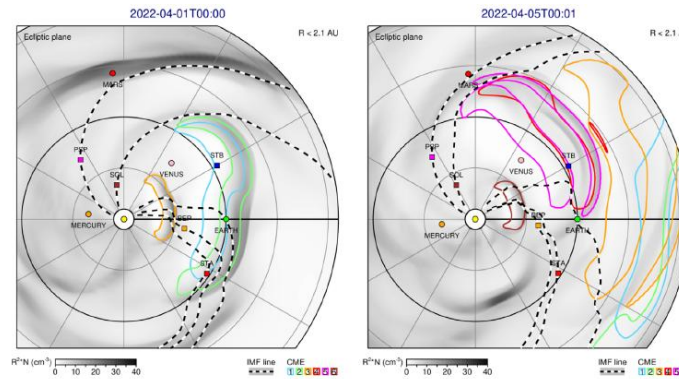 2022-04-01T00:00
Ecliptic plane
R < 2.1 AU
MARS
PSP
SOL
VENUS
STB
MERCURY
BEP
EARTH
STA
R²N (cm⁻³)
0 10 20 30 40
IMF line
CME
1 2 3 4 5 6
2022-04-05T00:01
Ecliptic plane
R < 2.1 A
MARS
PSP
SOL
VENUS
STB
MERCURY
BEP
EARTH
STA
R²N (cm⁻³)
0 10 20 30 40
IMF line
CME
1 2 3 4 5 6